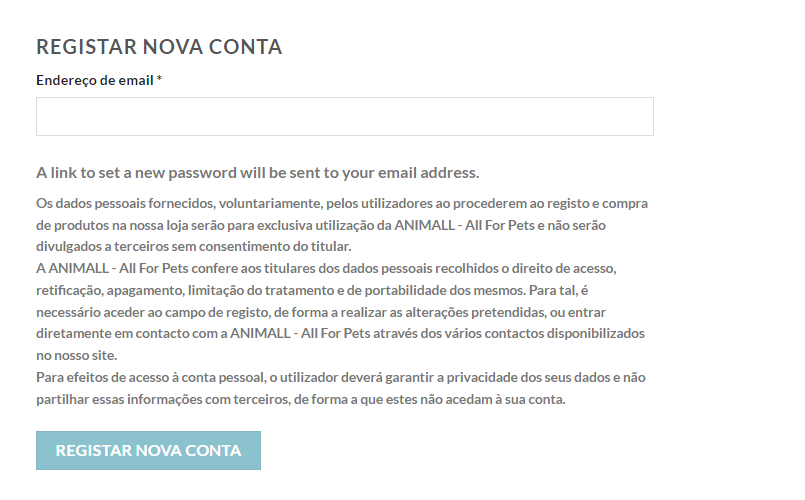 REGISTAR NOVA CONTA
Endereço de email *
A link to set a new password will be sent to your email address.
Os dados pessoais fornecidos, voluntariamente, pelos utilizadores ao procederem ao registo e compra
de produtos na nossa loja serão para exclusiva utilização da ANIMALL - All For Pets e não serão
divulgados a terceiros sem consentimento do titular.
A ANIMALL - All For Pets confere aos titulares dos dados pessoais recolhidos o direito de acesso,
retificação, apagamento, limitação do tratamento e de portabilidade dos mesmos. Para tal, é
necessário aceder ao campo de registo, de forma a realizar as alterações pretendidas, ou entrar
diretamente em contacto com a ANIMALL - All For Pets através dos vários contactos disponibilizados
no nosso site.
Para efeitos de acesso à conta pessoal, o utilizador deverá garantir a privacidade dos seus dados e não
partilhar essas informações com terceiros, de forma a que estes não acedam à sua conta.
REGISTAR NOVA CONTA